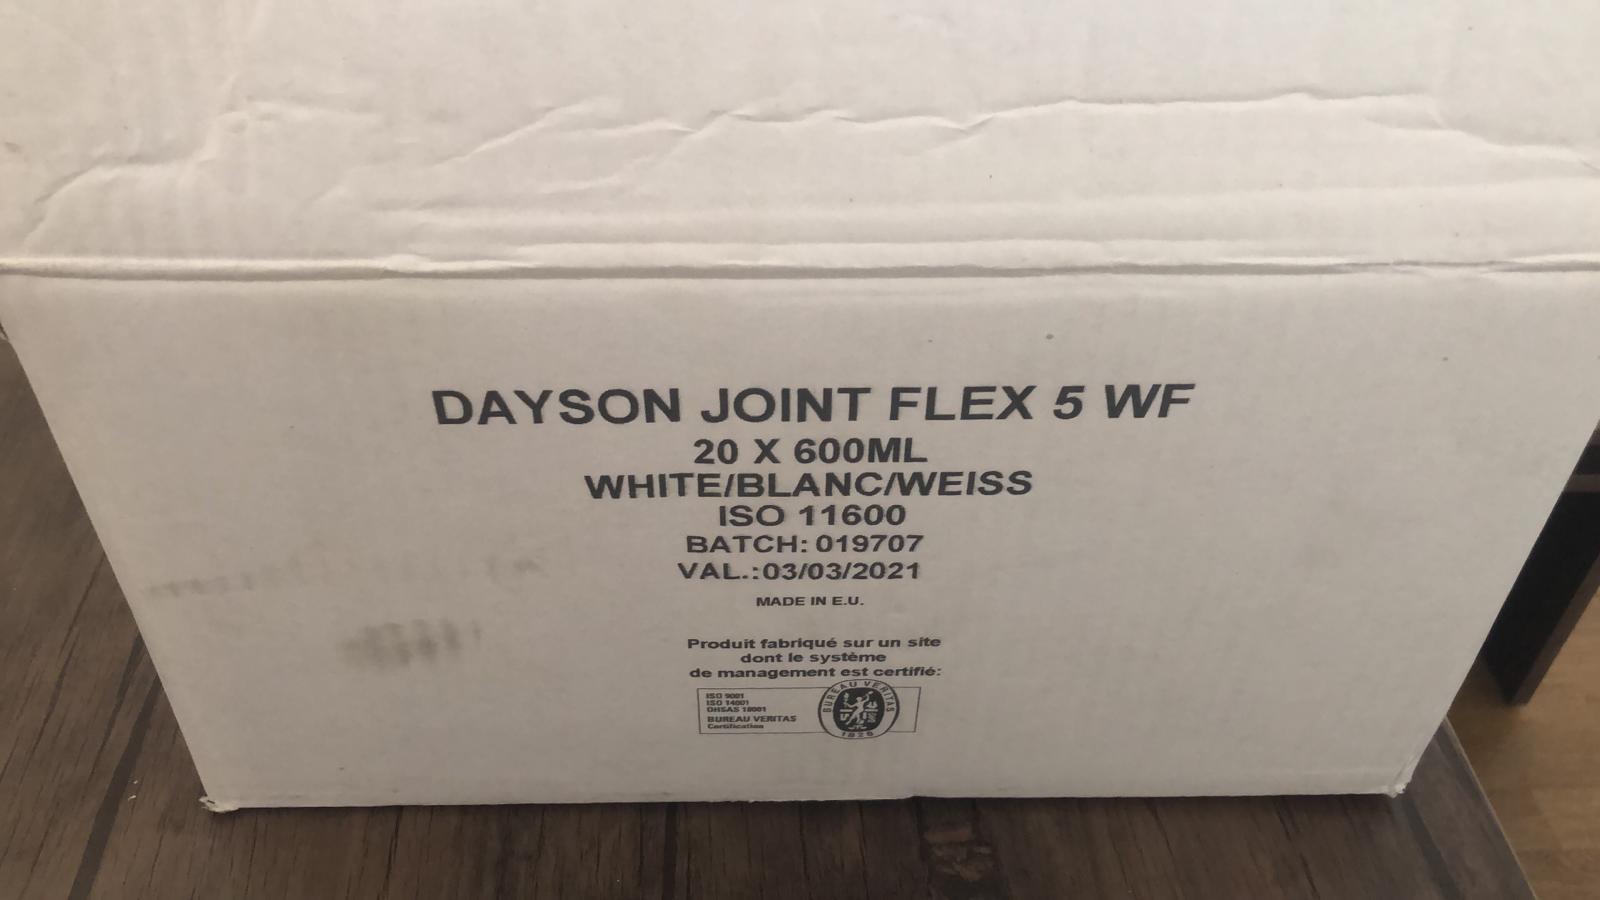 DAYSON JOINT FLEX 5 WF
20 X 600ML
WHITE/BLANC/WEISS
ISO 11600
BATCH: 019707
VAL.:03/03/2021
MADE IN E.U.
Produit fabriqué sur un site
dont le système
de management est certifié:
ISO 9001
ISO 14001
OHSAS 18001
BUREAU VERITAS
Certification
BUREAU VERITAS
1828